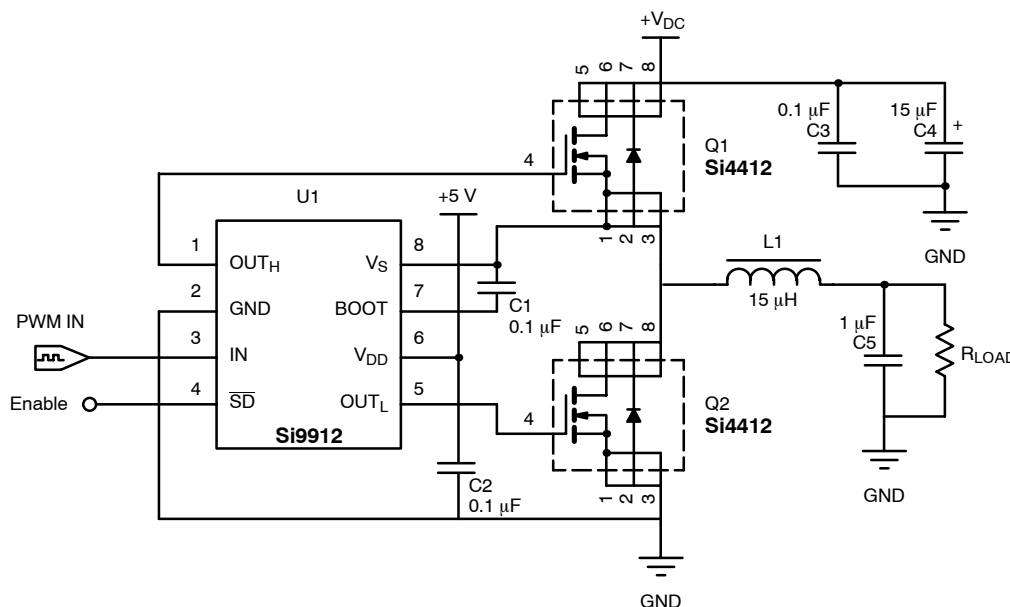 +VDC
5 6 7 8
0.1 μF
C3
15 μF
C4
+
Q1
Si4412
4
1 2 3
U1
+5 V
1
OUTH
VS
8
2
GND
BOOT
7
C1
0.1 μF
PWM IN
3
IN
VDD
6
Enable
4
SD
OUTL
5
Si9912
C2
0.1 μF
L1
15 μH
GND
5 6 7 8
1 μF
C5
RLOAD
Q2
Si4412
4
1 2 3
GND
GND